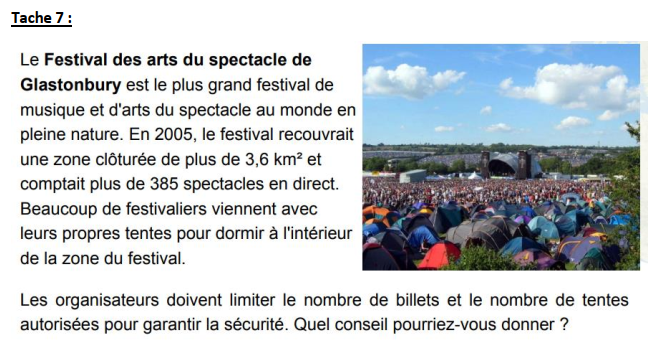 Tache 7 :
Le Festival des arts du spectacle de
Glastonbury est le plus grand festival de
musique et d'arts du spectacle au monde en
pleine nature. En 2005, le festival recouvrait
une zone clôturée de plus de 3,6 km² et
comptait plus de 385 spectacles en direct.
Beaucoup de festivaliers viennent avec
leurs propres tentes pour dormir à l'intérieur
de la zone du festival.
Les organisateurs doivent limiter le nombre de billets et le nombre de tentes
autorisées pour garantir la sécurité. Quel conseil pourriez-vous donner ?